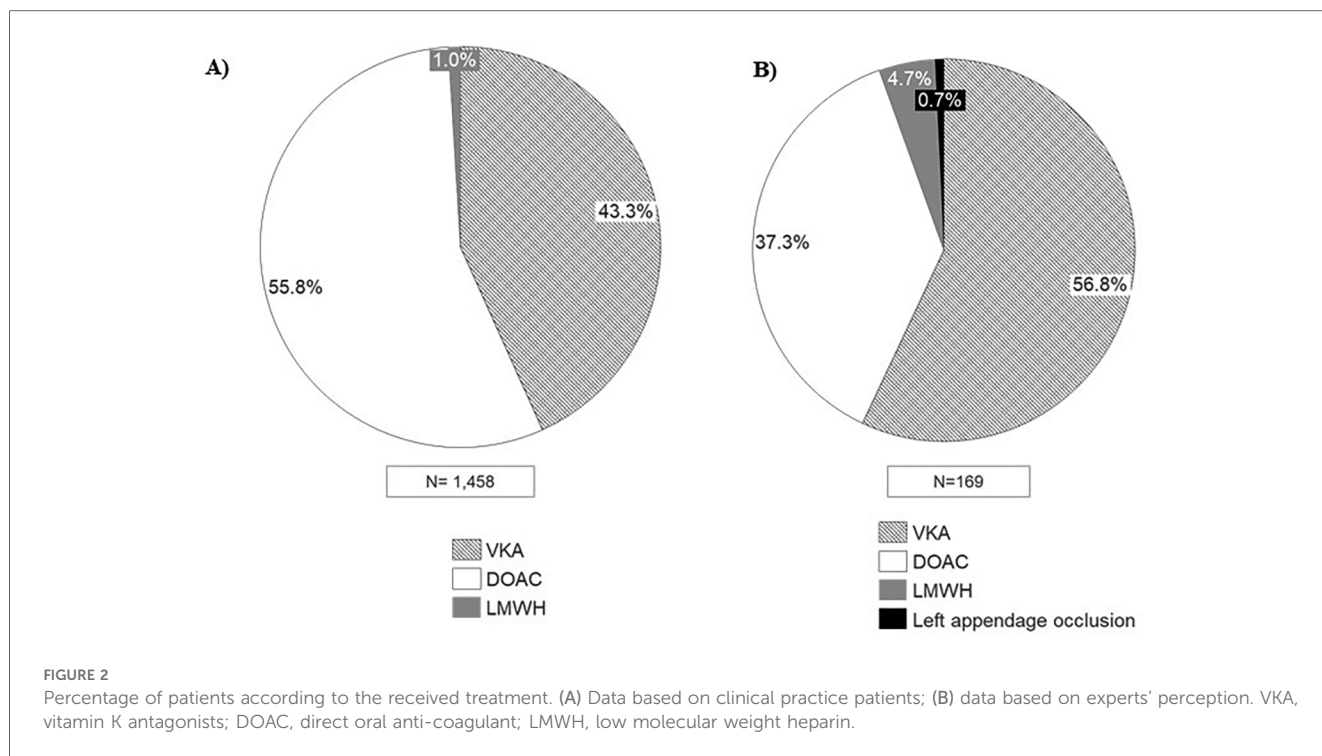 A)
1.0%
43.3%
55.8%
N= 1,458
VKA
DOAC
LMWH
B)
4.7%
0.7%
37.3%
56.8%
N=169
VKA
DOAC
LMWH
Left appendage occlusion
FIGURE 2
Percentage of patients according to the received treatment. (A) Data based on clinical practice patients; (B) data based on experts' perception. VKA,
vitamin K antagonists; DOAC, direct oral anti-coagulant; LMWH, low molecular weight heparin.